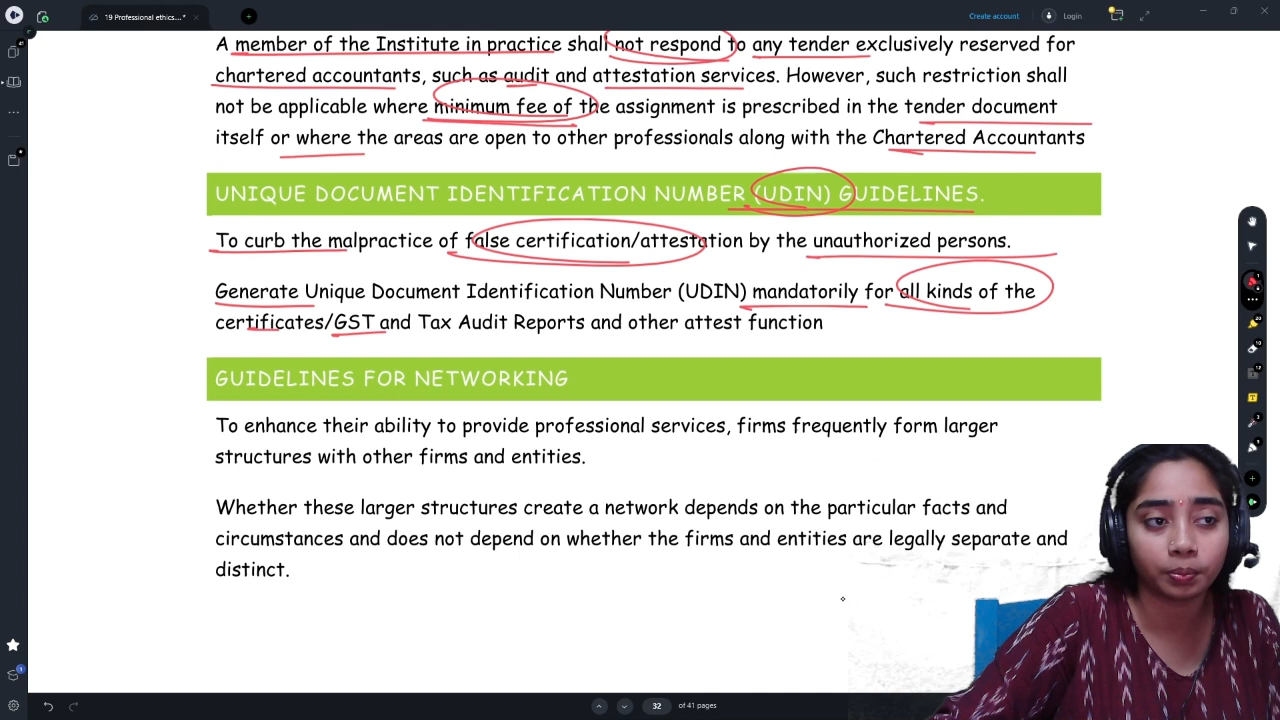 19 Professional ethics....*
Create account
Login
A member of the Institute in practice shall not respond to any tender exclusively reserved for
chartered accountants, such as audit and attestation services. However, such restriction shall
not be applicable where minimum fee of the assignment is prescribed in the tender document
itself or where the areas are open to other professionals along with the Chartered Accountants
UNIQUE DOCUMENT IDENTIFICATION NUMBER (UDIN) GUIDELINES.
To curb the malpractice of false certification/attestation by the unauthorized persons.
Generate Unique Document Identification Number (UDIN) mandatorily for all kinds of the
certificates/GST and Tax Audit Reports and other attest function
GUIDELINES FOR NETWORKING
To enhance their ability to provide professional services, firms frequently form larger
structures with other firms and entities.
Whether these larger structures create a network depends on the particular facts and
circumstances and does not depend on whether the firms and entities are legally separate and
distinct.
32 of 41 pages